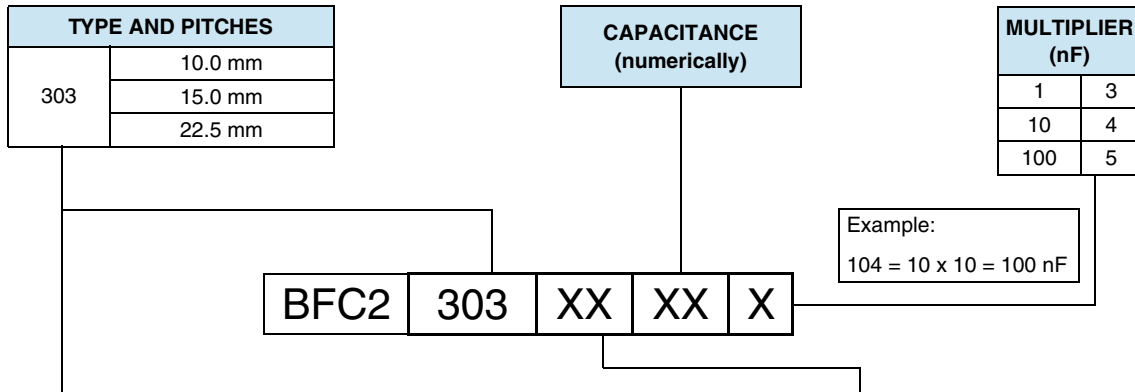 TYPE AND PITCHES
303
10.0 mm
15.0 mm
22.5 mm
CAPACITANCE
(numerically)
MULTIPLIER
(nF)
1 3
10 4
100 5
Example:
104 = 10 x 10 = 100 nF
BFC2 303 XX XX X